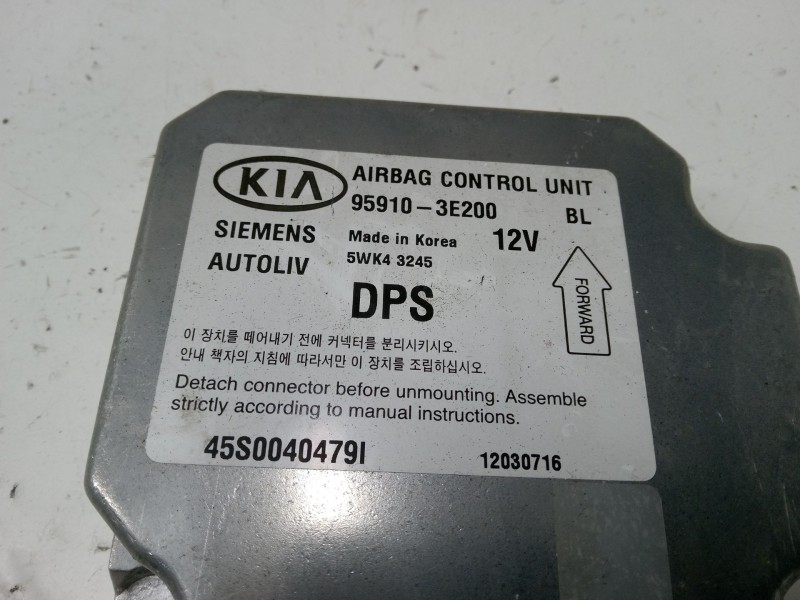 KIA AIRBAG CONTROL UNIT
95910-3E200 BL
SIEMENS Made in Korea 12V
AUTOLIV 5WK4 3245
DPS
FORWARD
이 장치를 떼어내기 전에 커넥터를 분리시키시오.
안내 책자의 지침에 따라서만 이 장치를 조립하십시오.
Detach connector before unmounting. Assemble
strictly according to manual instructions.
45S0040479I 12030716